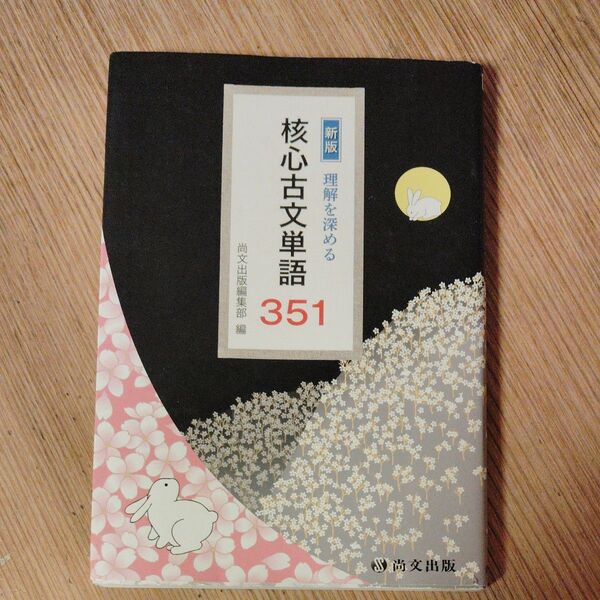 新版
理解を深める
核心古文単語
351
尚文出版編集部 編
尚文出版